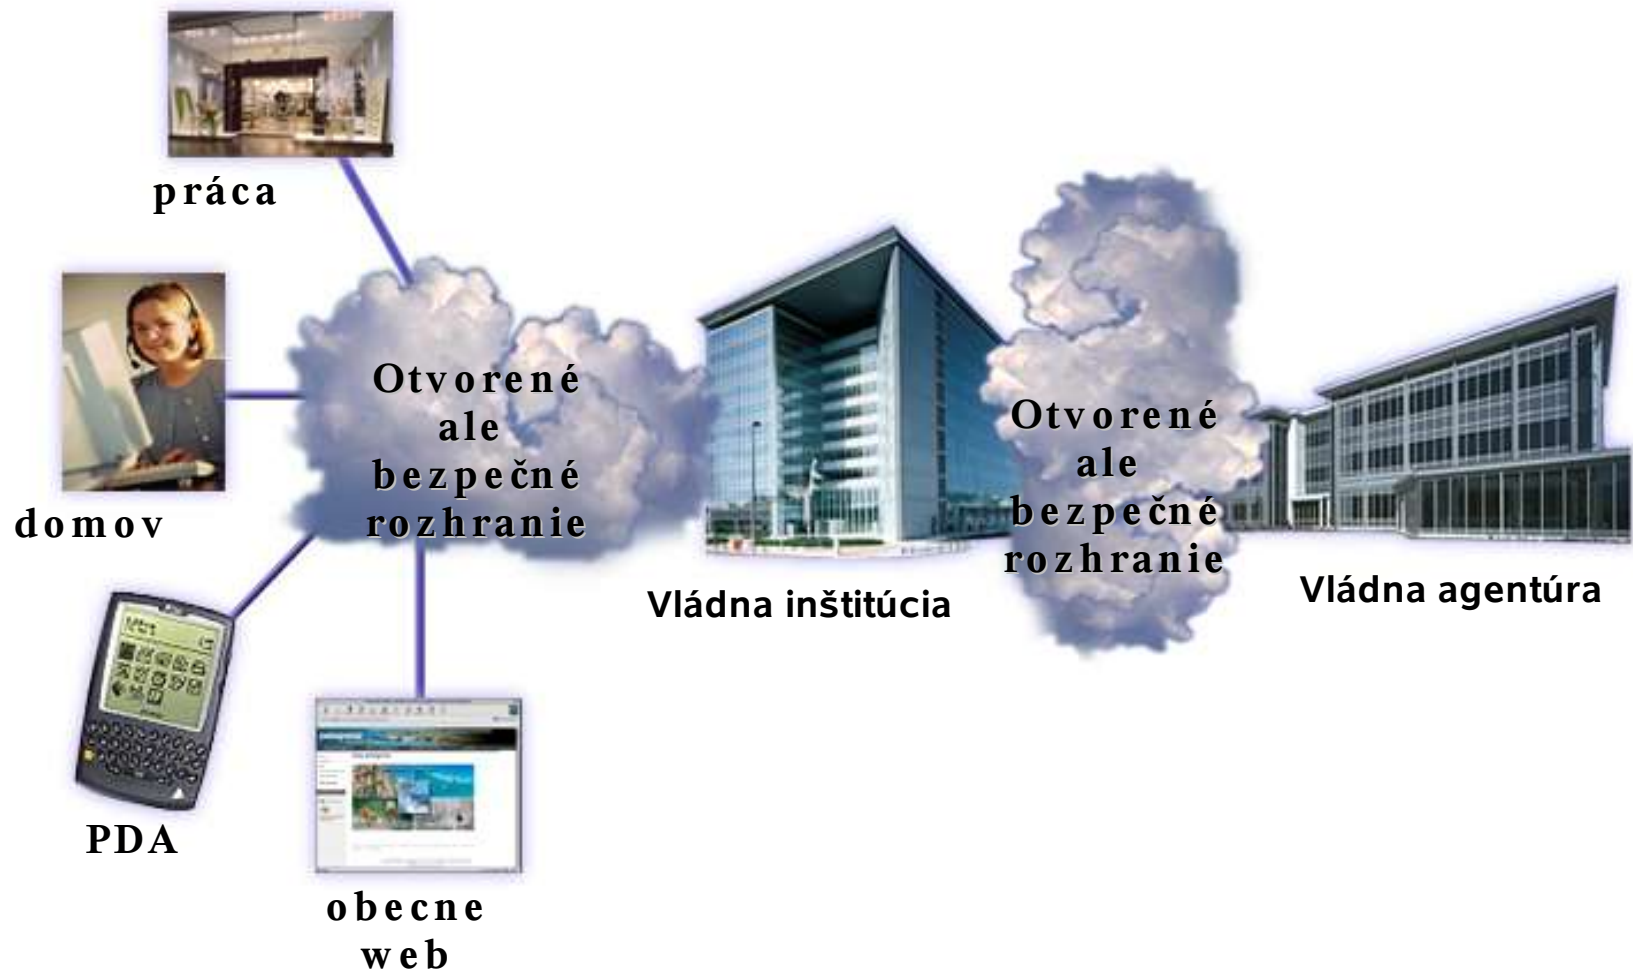 práca
domov
PDA
obecne
web
Otvorené
ale
bezpečné
rozhranie
Vládna inštitúcia
Otvorené
ale
bezpečné
rozhranie
Vládna agentúra